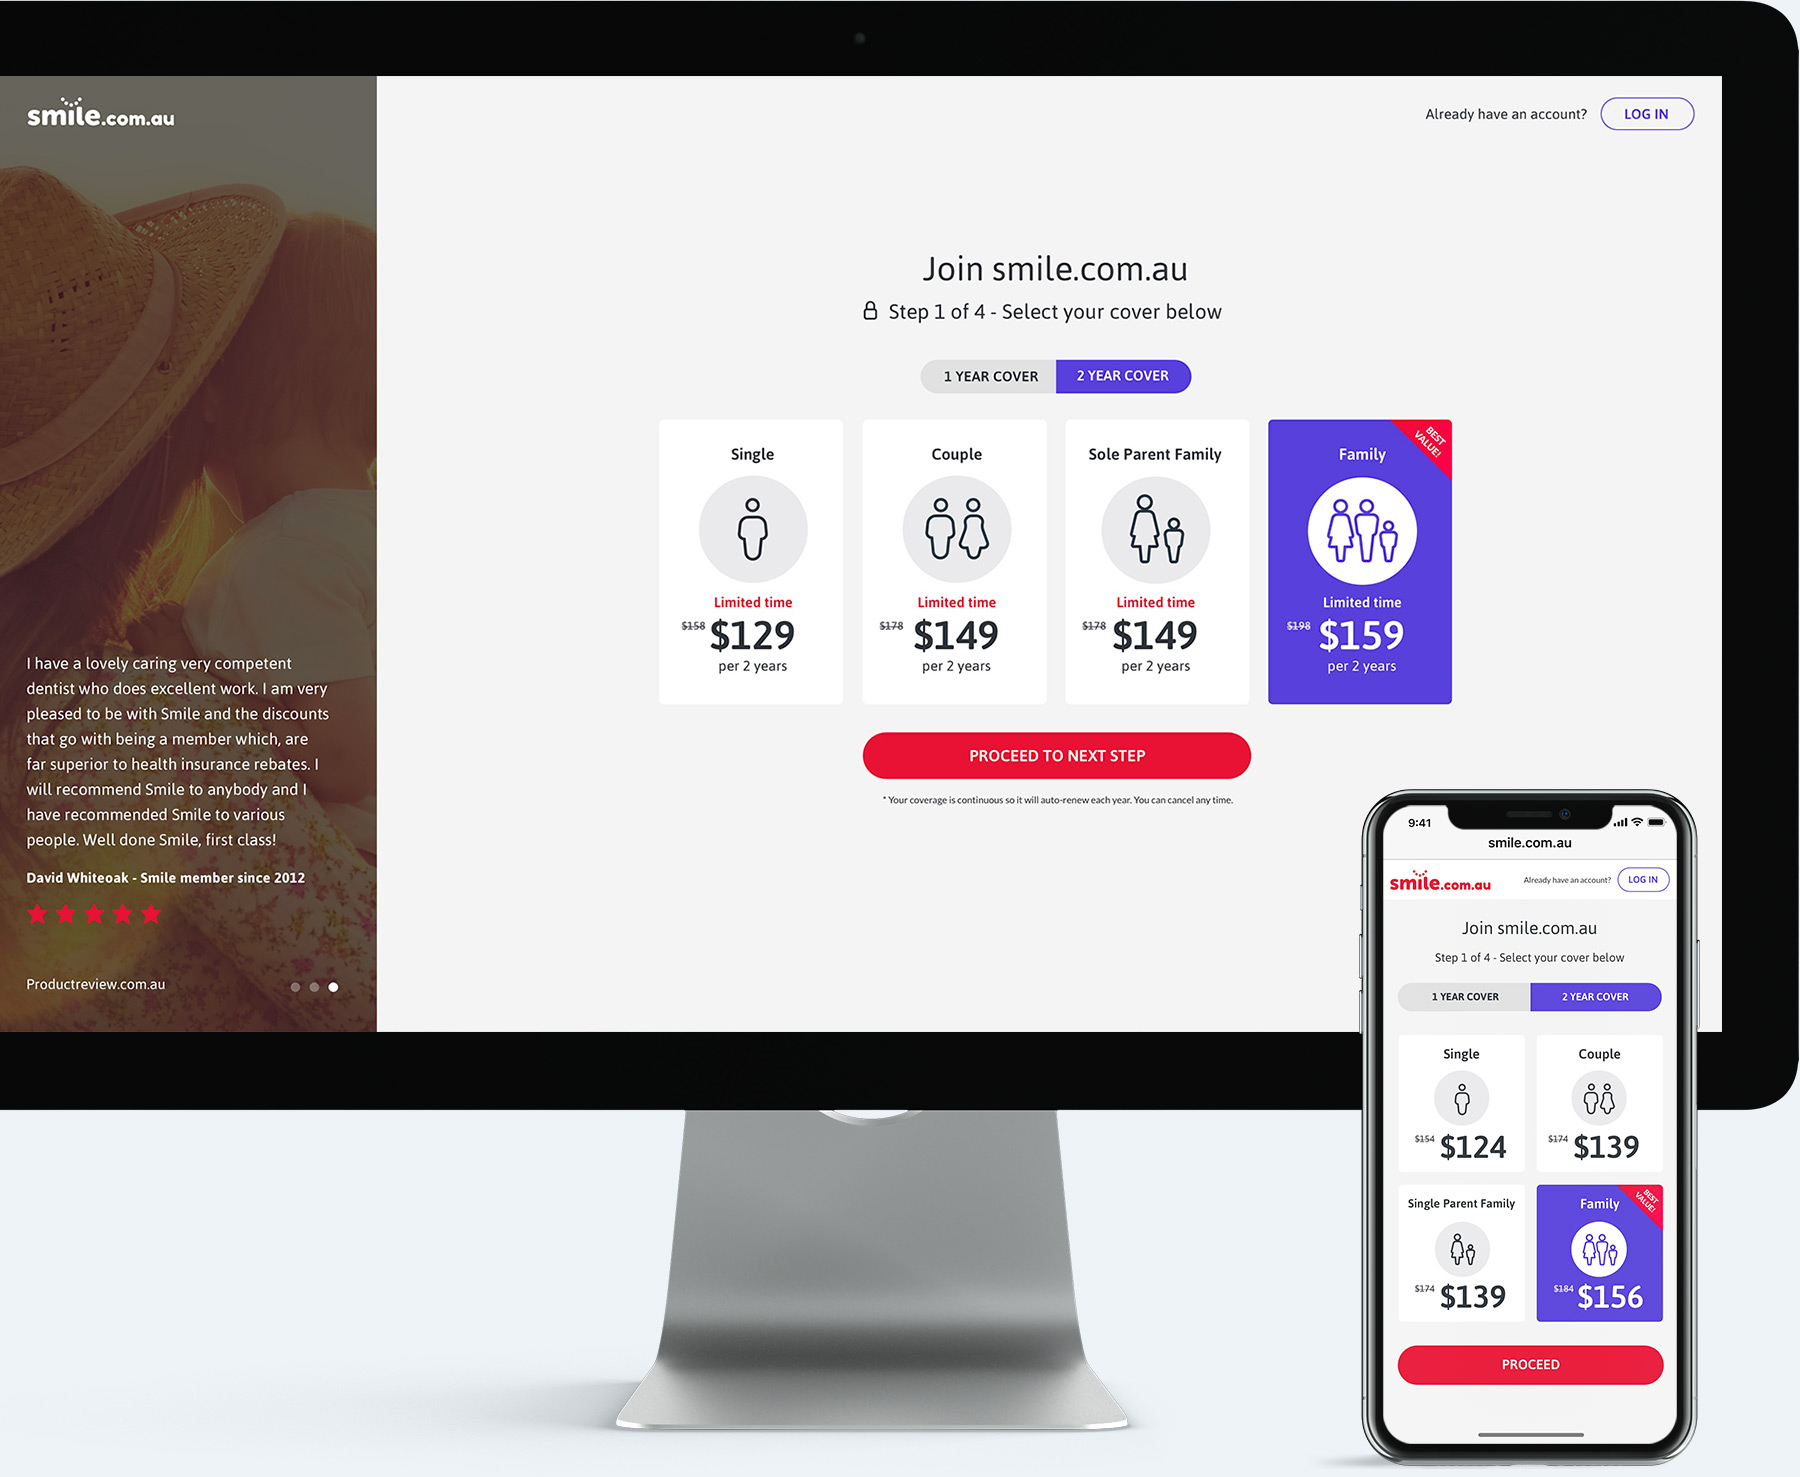 smile.com.au
Already have an account?
LOG IN
Join smile.com.au
Step 1 of 4 - Select your cover below
1 YEAR COVER
2 YEAR COVER
Single
Limited time
$158 $129
per 2 years
Couple
Limited time
$178 $149
per 2 years
Sole Parent Family
Limited time
$178 $149
per 2 years
BEST
VALUE!
Family
Limited time
$198 $159
per 2 years
PROCEED TO NEXT STEP
* Your coverage is continuous so it will auto-renew each year. You can cancel any time.
I have a lovely caring very competent
dentist who does excellent work. I am very
pleased to be with Smile and the discounts
that go with being a member which, are
far superior to health insurance rebates. I
will recommend Smile to anybody and I
have recommended Smile to various
people. Well done Smile, first class!
David Whiteoak - Smile member since 2012
Productreview.com.au
9:41
smile.com.au
smile.com.au
Already have an account?
LOG IN
Join smile.com.au
Step 1 of 4 - Select your cover below
1 YEAR COVER
2 YEAR COVER
Single
$154 $124
Couple
$174 $139
Single Parent Family
$174 $139
BEST
VALUE!
Family
$184 $156
PROCEED